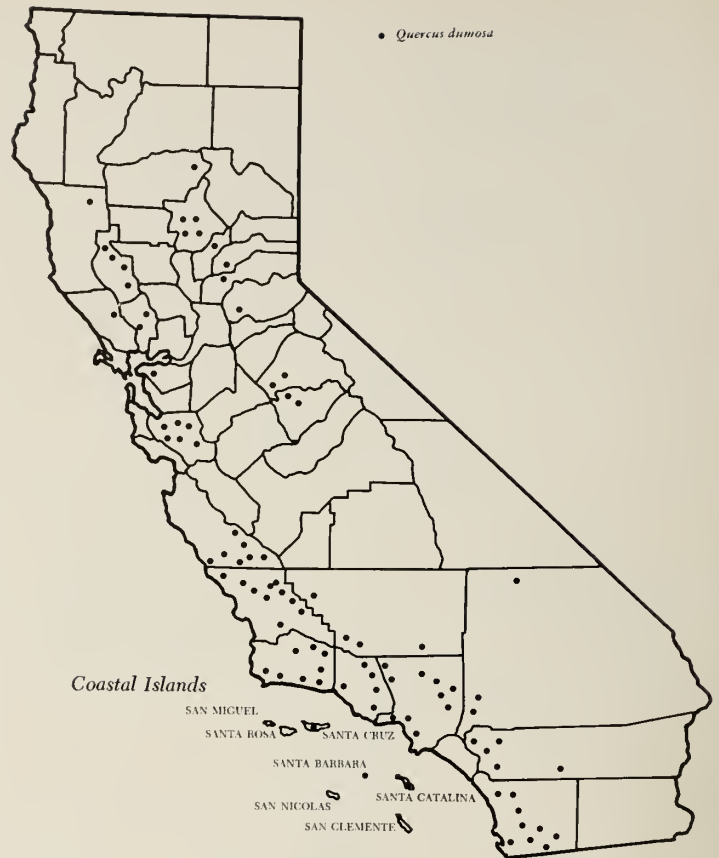 Quercus dumosa
Coastal Islands
SAN MIGUEL
SANTA ROSA
SANTA CRUZ
SANTA BARBARA
SAN NICOLAS
SANTA CATALINA
SAN CLEMENTE